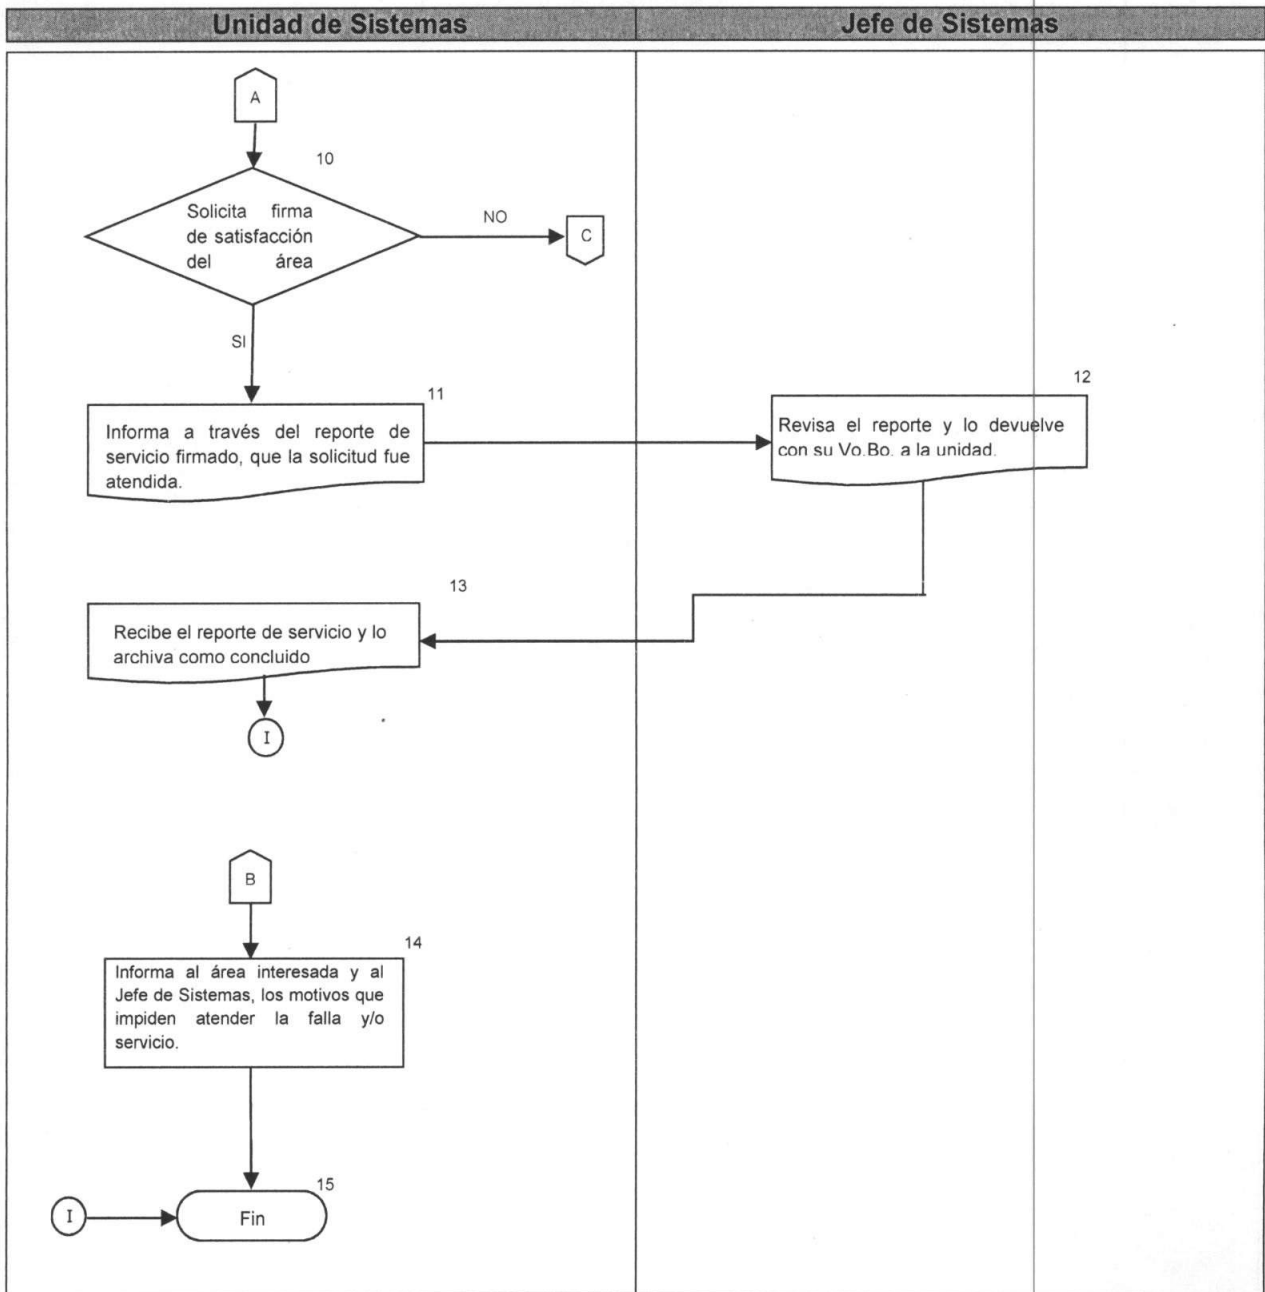 Unidad de Sistemas
Jefe de Sistemas
A
10
Solicita firma
de satisfacción
del área
NO
C
SI
11
Informa a través del reporte de
servicio firmado, que la solicitud fue
atendida.
12
Revisa el reporte y lo devuelve
con su Vo.Bo. a la unidad.
13
Recibe el reporte de servicio y lo
archiva como concluido
I
B
14
Informa al área interesada y al
Jefe de Sistemas, los motivos que
impiden atender la falla y/o
servicio.
15
I
Fin